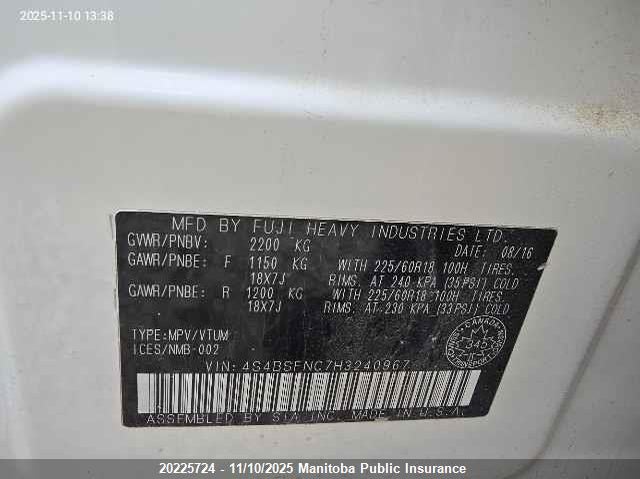 2025-11-10 13:38
MFD BY FUJI HEAVY INDUSTRIES LTD.
GVWR/PNBV: 2200 KG DATE: 08/16
GAWR/PNBE: F 1150 KG WITH 225/60R18 100H TIRES,
18X7J RIMS, AT 240 KPA (35PSI) COLD
GAWR/PNBE: R 1200 KG WITH 225/60R18 100H TIRES,
18X7J RIMS, AT 230 KPA (33PSI) COLD
TYPE:MPV/VTUM
ICES/NMB-002
VIN: 4S4BSFNC7H3240967
ASSEMBLED BY S.I.A., INC. MADE IN U.S.A.
CANADA
20225724 - 11/10/2025 Manitoba Public Insurance